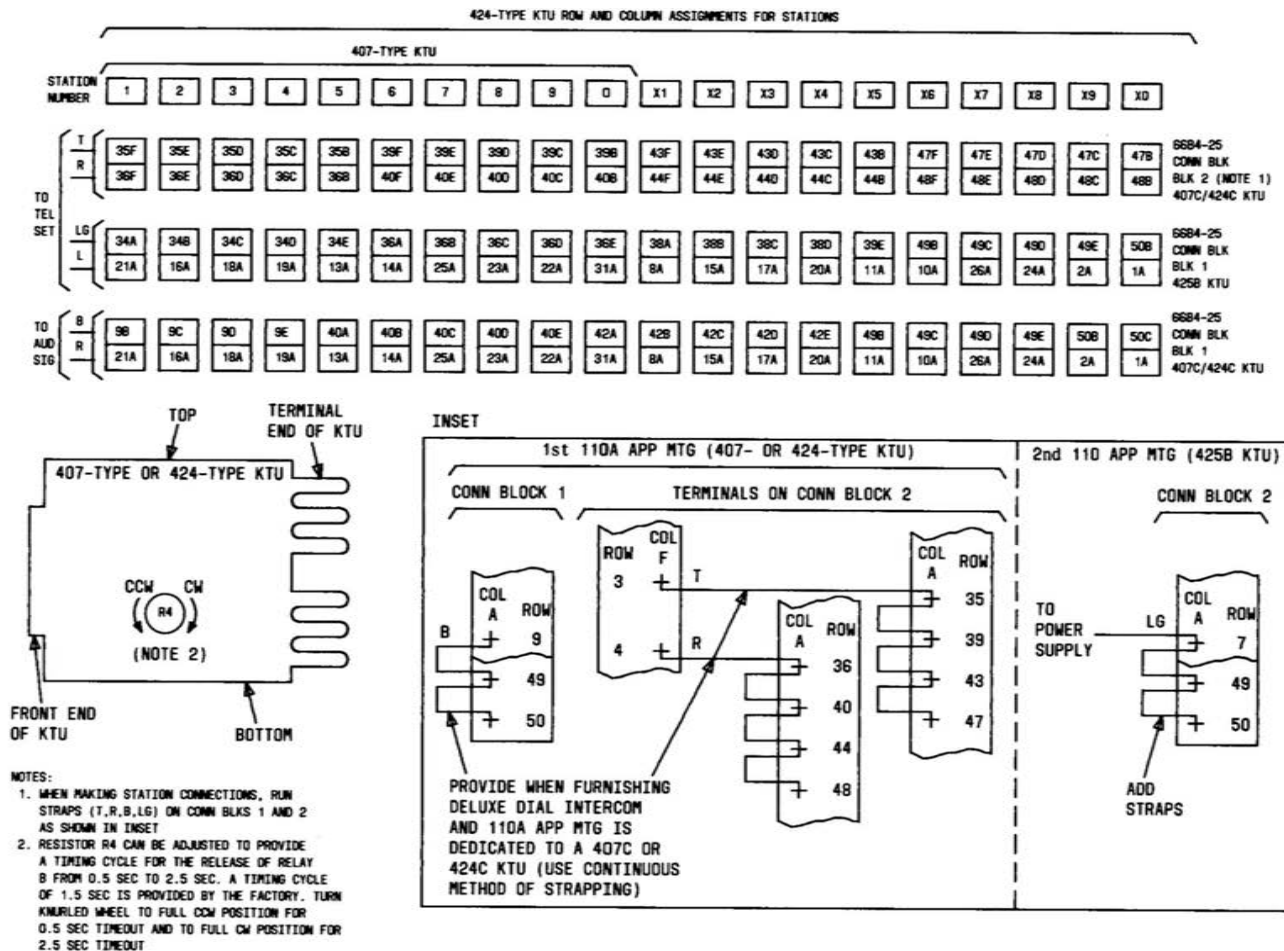 424-TYPE KTU ROW AND COLUMN ASSIGNMENTS FOR STATIONS
407-TYPE KTU
STATION NUMBER 1 2 3 4 5 6 7 8 9 0 X1 X2 X3 X4 X5 X6 X7 X8 X9 X0
TO TEL SET
T 35F 35E 35D 35C 35B 39F 39E 39D 39C 39B 43F 43E 43D 43C 43B 47F 47E 47D 47C 47B
R 36F 36E 36D 36C 36B 40F 40E 40D 40C 40B 44F 44E 44D 44C 44B 48F 48E 48D 48C 48B
66B4-25
CONN BLK
BLK 2 (NOTE 1)
407C/424C KTU
LG 34A 34B 34C 34D 34E 36A 36B 36C 36D 36E 38A 38B 38C 38D 39E 49B 49C 49D 49E 50B
L 21A 16A 18A 19A 13A 14A 25A 23A 22A 31A 8A 15A 17A 20A 11A 10A 26A 24A 2A 1A
66B4-25
CONN BLK
BLK 1
425B KTU
TO AUD SIG
B 9B 9C 9D 9E 40A 40B 40C 40D 40E 42A 42B 42C 42D 42E 49B 49C 49D 49E 50B 50C
R 21A 16A 18A 19A 13A 14A 25A 23A 22A 31A 8A 15A 17A 20A 11A 10A 26A 24A 2A 1A
66B4-25
CONN BLK
BLK 1
407C/424C KTU
TOP
TERMINAL
END OF KTU
407-TYPE OR 424-TYPE KTU
CCW CW
R4
(NOTE 2)
FRONT END
OF KTU
BOTTOM
NOTES:
1. WHEN MAKING STATION CONNECTIONS, RUN
STRAPS (T,R,B,LG) ON CONN BLKS 1 AND 2
AS SHOWN IN INSET
2. RESISTOR R4 CAN BE ADJUSTED TO PROVIDE
A TIMING CYCLE FOR THE RELEASE OF RELAY
B FROM 0.5 SEC TO 2.5 SEC. A TIMING CYCLE
OF 1.5 SEC IS PROVIDED BY THE FACTORY. TURN
KNURLED WHEEL TO FULL CCW POSITION FOR
0.5 SEC TIMEOUT AND TO FULL CW POSITION FOR
2.5 SEC TIMEOUT
INSET
1st 110A APP MTG (407- OR 424-TYPE KTU)
CONN BLOCK 1
COL A ROW
B
9
49
50
TERMINALS ON CONN BLOCK 2
ROW COL F
3 T
4 R
COL A ROW
36
40
44
48
COL A ROW
35
39
43
47
PROVIDE WHEN FURNISHING
DELUXE DIAL INTERCOM
AND 110A APP MTG IS
DEDICATED TO A 407C OR
424C KTU (USE CONTINUOUS
METHOD OF STRAPPING)
2nd 110 APP MTG (425B KTU)
CONN BLOCK 2
COL A ROW
TO
POWER
SUPPLY
LG
7
49
50
ADD
STRAPS